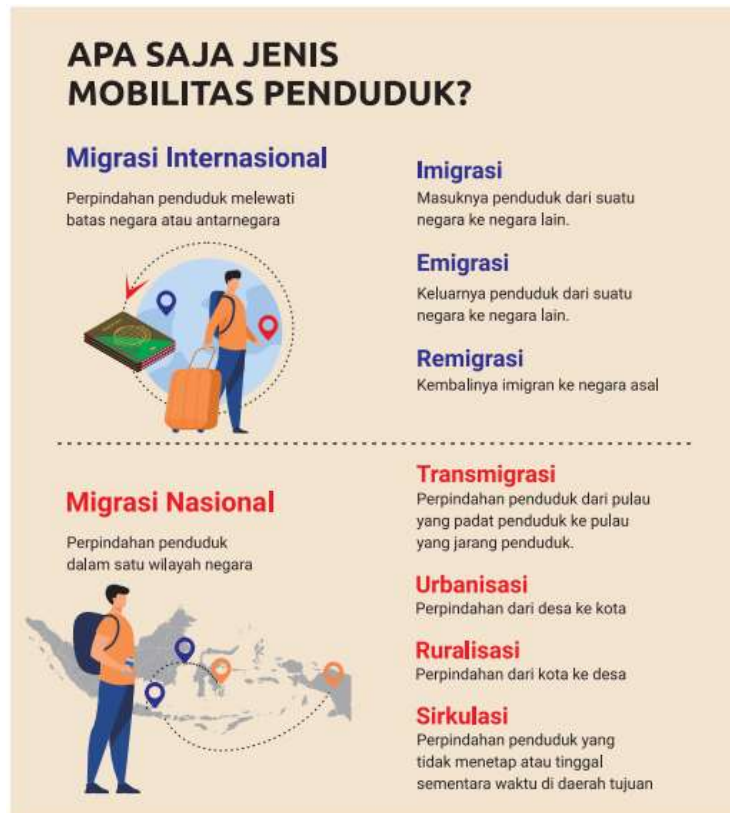 APA SAJA JENIS
MOBILITAS PENDUDUK?
Migrasi Internasional
Perpindahan penduduk melewati
batas negara atau antarnegara
Imigrasi
Masuknya penduduk dari suatu
negara ke negara lain.
Emigrasi
Keluarnya penduduk dari suatu
negara ke negara lain.
Remigrasi
Kembalinya imigran ke negara asal
Migrasi Nasional
Perpindahan penduduk
dalam satu wilayah negara
Transmigrasi
Perpindahan penduduk dari pulau
yang padat penduduk ke pulau
yang jarang penduduk.
Urbanisasi
Perpindahan dari desa ke kota
Ruralisasi
Perpindahan dari kota ke desa
Sirkulasi
Perpindahan penduduk yang
tidak menetap atau tinggal
sementara waktu di daerah tujuan